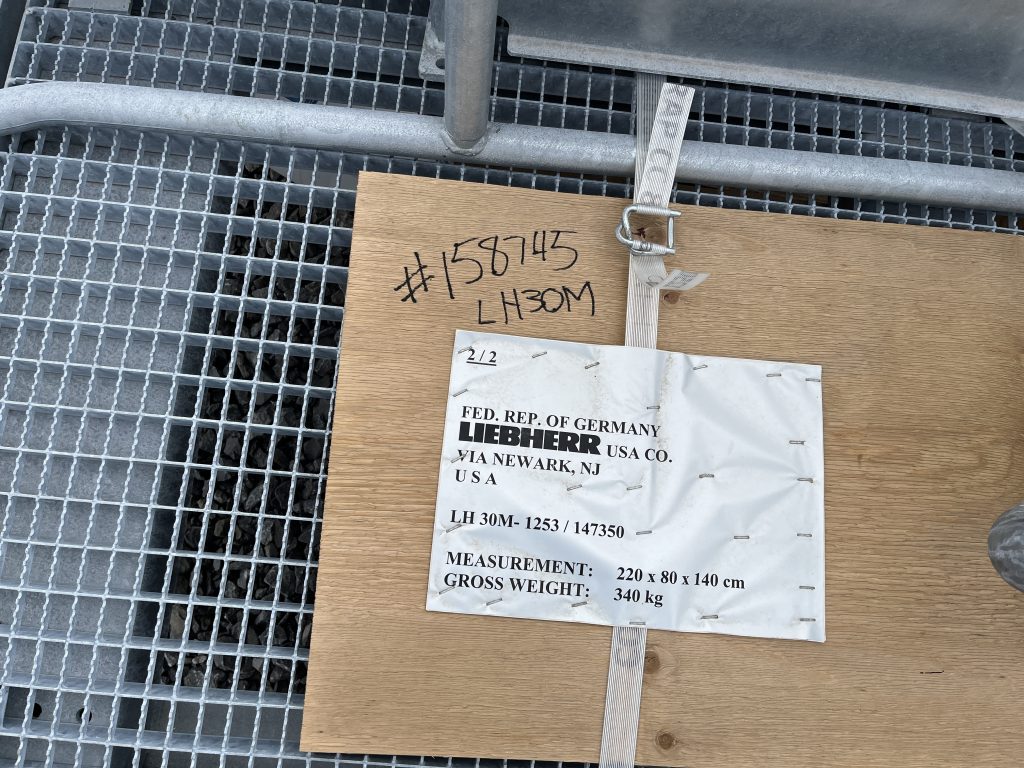 #158745
LH30M
2 / 2
FED. REP. OF GERMANY
LIEBHERR USA CO.
VIA NEWARK, NJ
U S A
LH 30M- 1253 / 147350
MEASUREMENT: 220 x 80 x 140 cm
GROSS WEIGHT: 340 kg